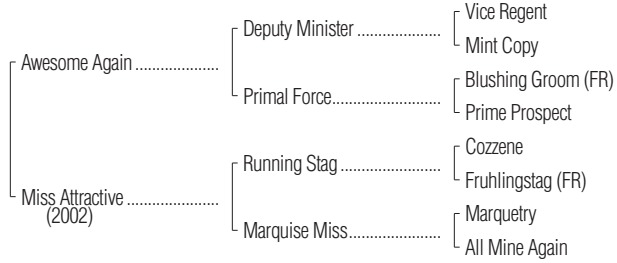 Vice Regent
Deputy Minister ....................
Mint Copy
Awesome Again ....................
Blushing Groom (FR)
Primal Force..........................
Prime Prospect
Cozzene
Running Stag ........................
Fruhlingstag (FR)
Miss Attractive ......................
(2002)
Marquetry
Marquise Miss......................
All Mine Again